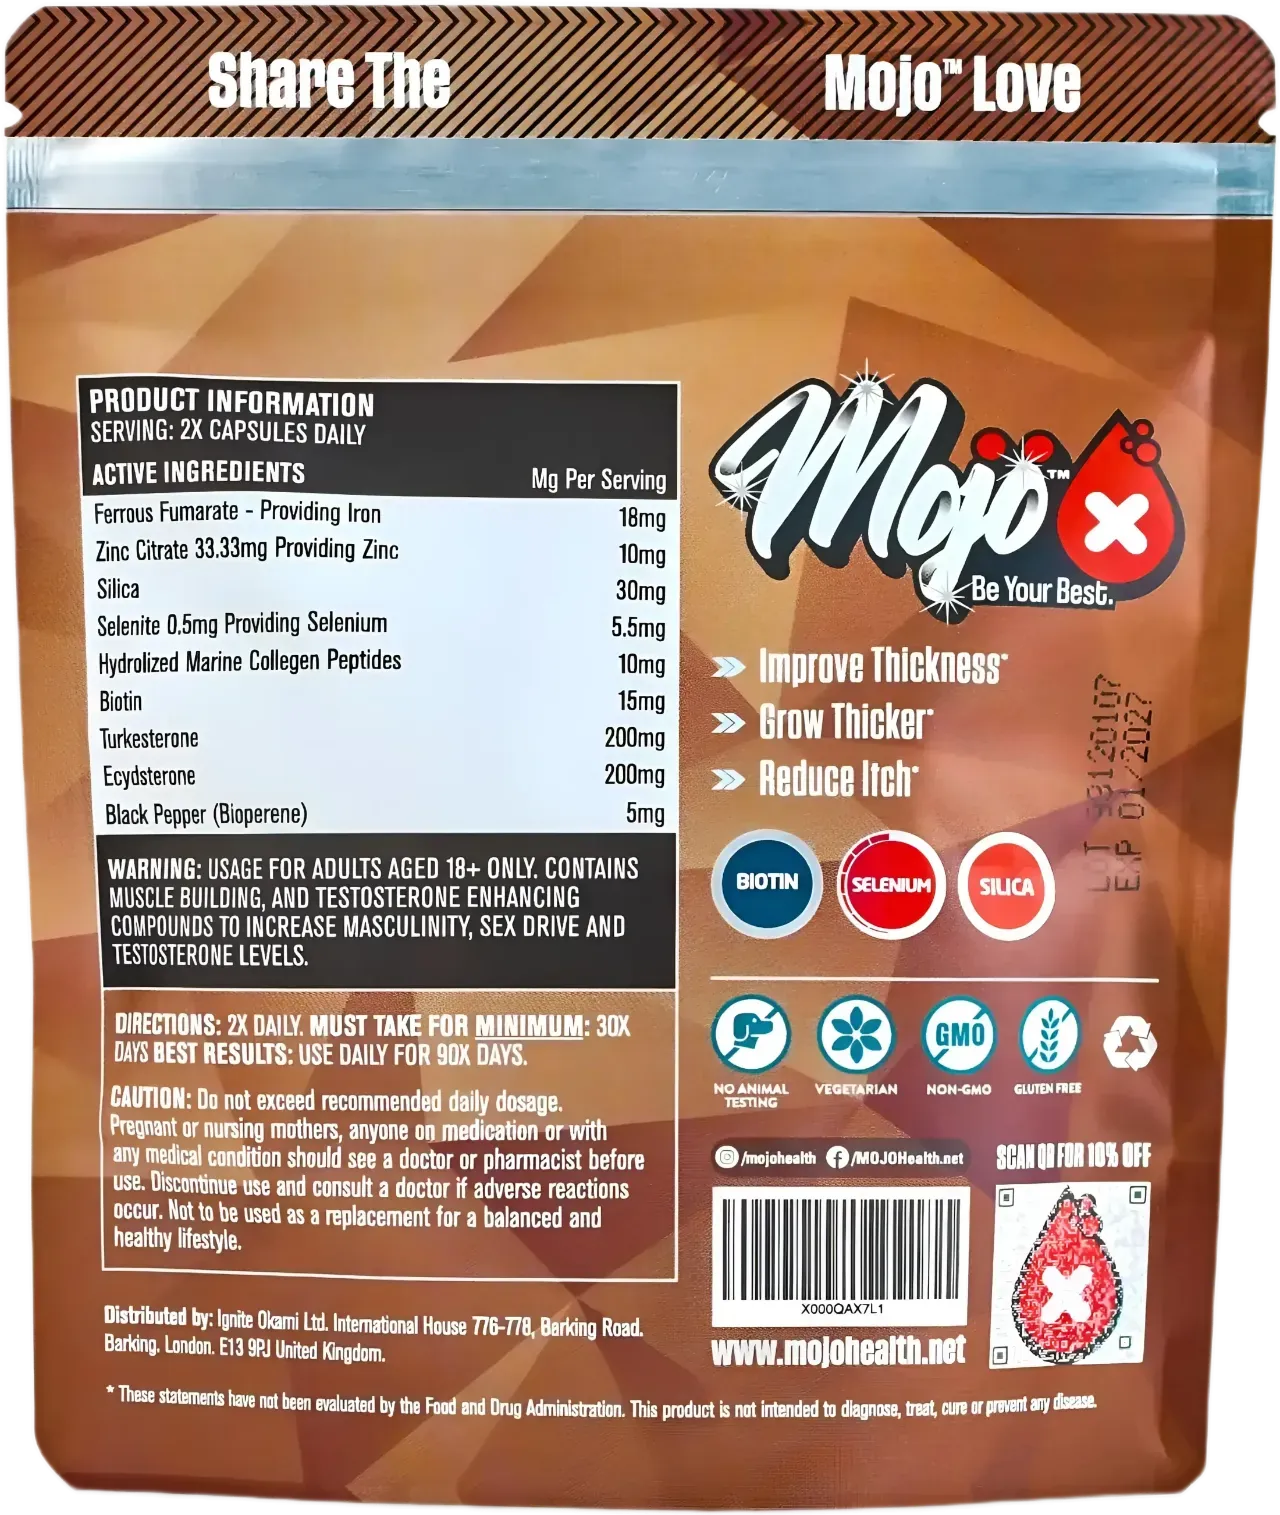 Share The Mojo™ Love
PRODUCT INFORMATION
SERVING: 2X CAPSULES DAILY
ACTIVE INGREDIENTS Mg Per Serving
Ferrous Fumarate - Providing Iron 18mg
Zinc Citrate 33.33mg Providing Zinc 10mg
Silica 30mg
Selenite 0.5mg Providing Selenium 5.5mg
Hydrolized Marine Collegen Peptides 10mg
Biotin 15mg
Turkesterone 200mg
Ecydsterone 200mg
Black Pepper (Bioperene) 5mg
WARNING: USAGE FOR ADULTS AGED 18+ ONLY. CONTAINS
MUSCLE BUILDING, AND TESTOSTERONE ENHANCING
COMPOUNDS TO INCREASE MASCULINITY, SEX DRIVE AND
TESTOSTERONE LEVELS.
DIRECTIONS: 2X DAILY. MUST TAKE FOR MINIMUM: 30X
DAYS BEST RESULTS: USE DAILY FOR 90X DAYS.
CAUTION: Do not exceed recommended daily dosage.
Pregnant or nursing mothers, anyone on medication or with
any medical condition should see a doctor or pharmacist before
use. Discontinue use and consult a doctor if adverse reactions
occur. Not to be used as a replacement for a balanced and
healthy lifestyle.
Distributed by: Ignite Okami Ltd. International House 776-778, Barking Road.
Barking. London. E13 9PJ United Kingdom.
Mojo™ X
Be Your Best.
Improve Thickness*
Grow Thicker*
Reduce Itch*
LOT 98120107
EXP 01/2027
BIOTIN SELENIUM SILICA
GMO
NO ANIMAL TESTING
VEGETARIAN
NON-GMO
GLUTEN FREE
/mojohealth /MOJOHealth.net
SCAN QR FOR 10% OFF
X000QAX7L1
www.mojohealth.net
* These statements have not been evaluated by the Food and Drug Administration. This product is not intended to diagnose, treat, cure or prevent any disease.